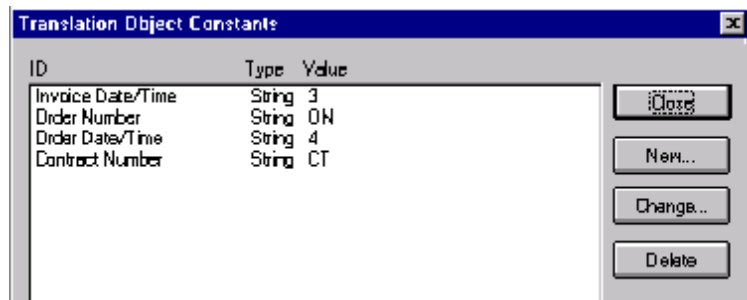 Translation Object Constants
ID Type Value
Invoice Date/Time String 3
Order Number String ON
Order Date/Time String 4
Contract Number String CT
Close
New...
Change...
Delete